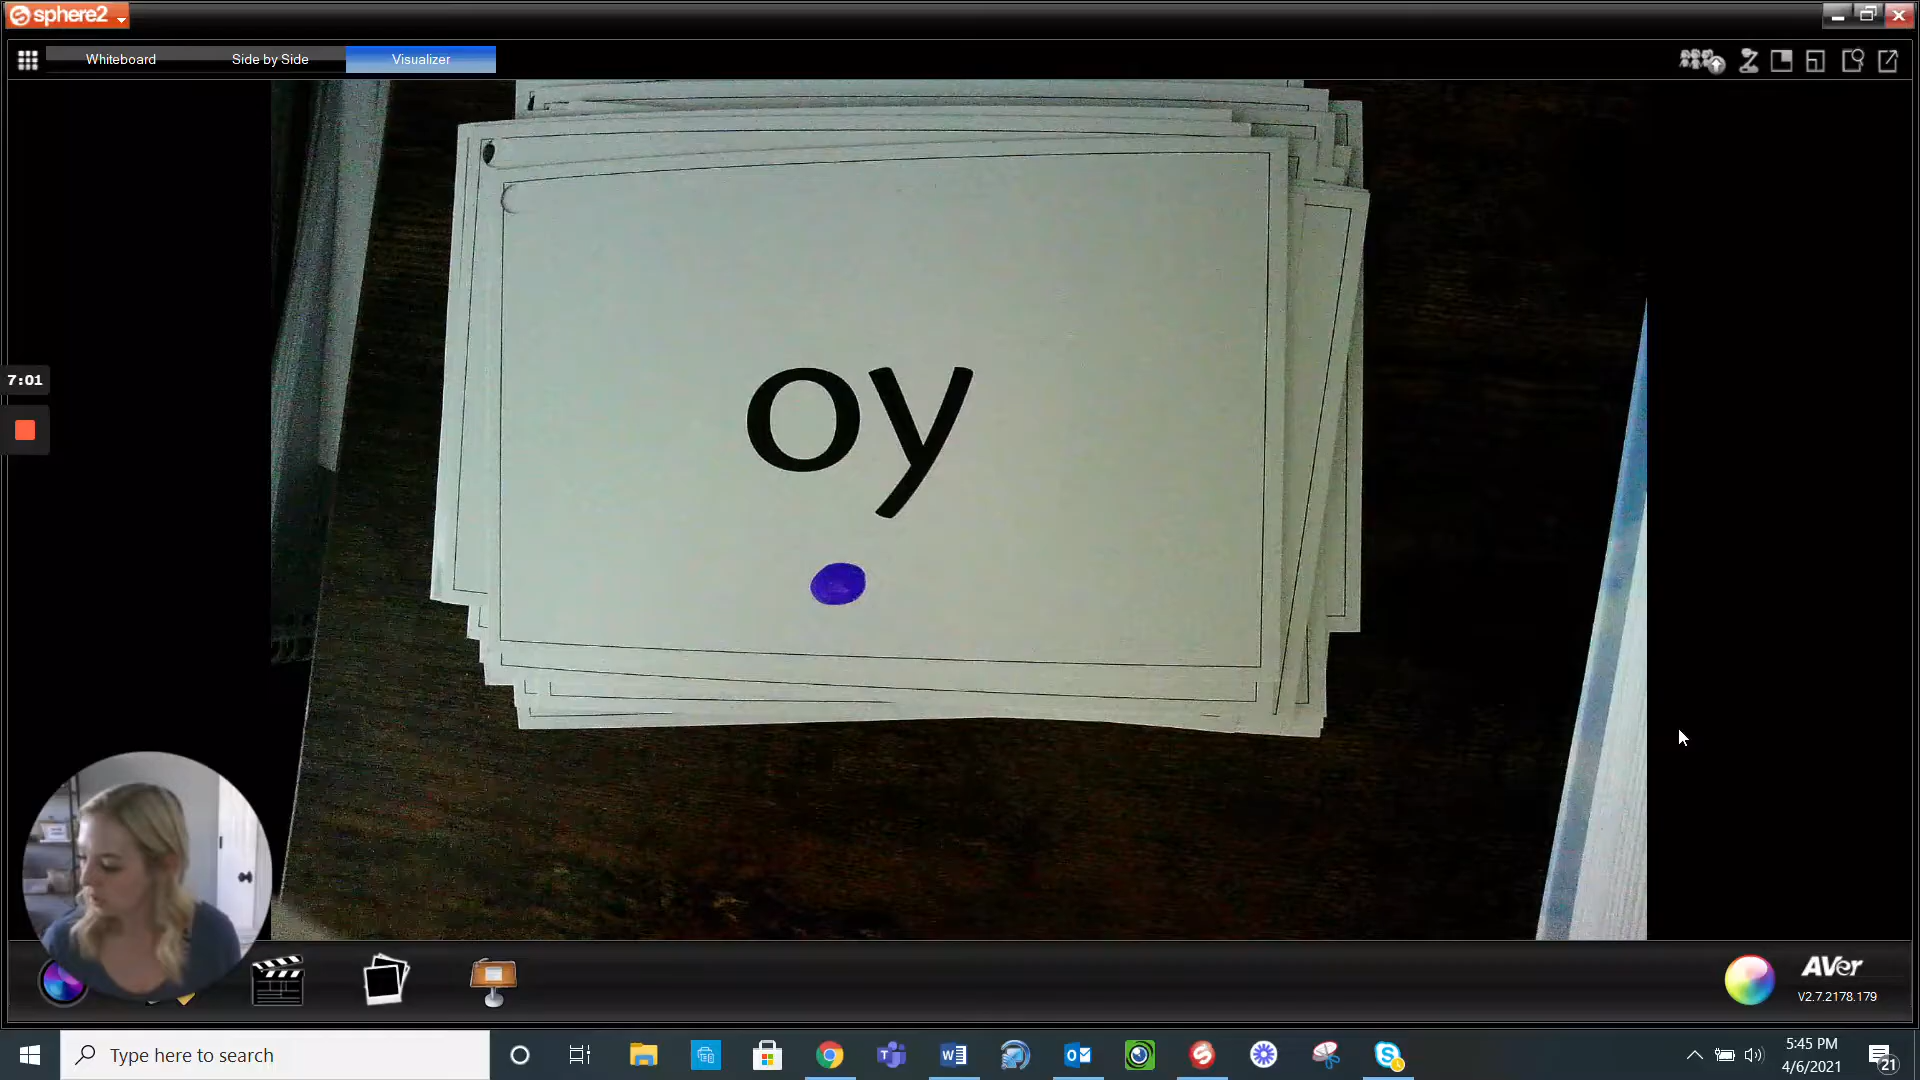 sphere2
Whiteboard
Side by Side
Visualizer
7:01
oy
AVer
V2.7.2178.179
Type here to search
5:45 PM
4/6/2021
21